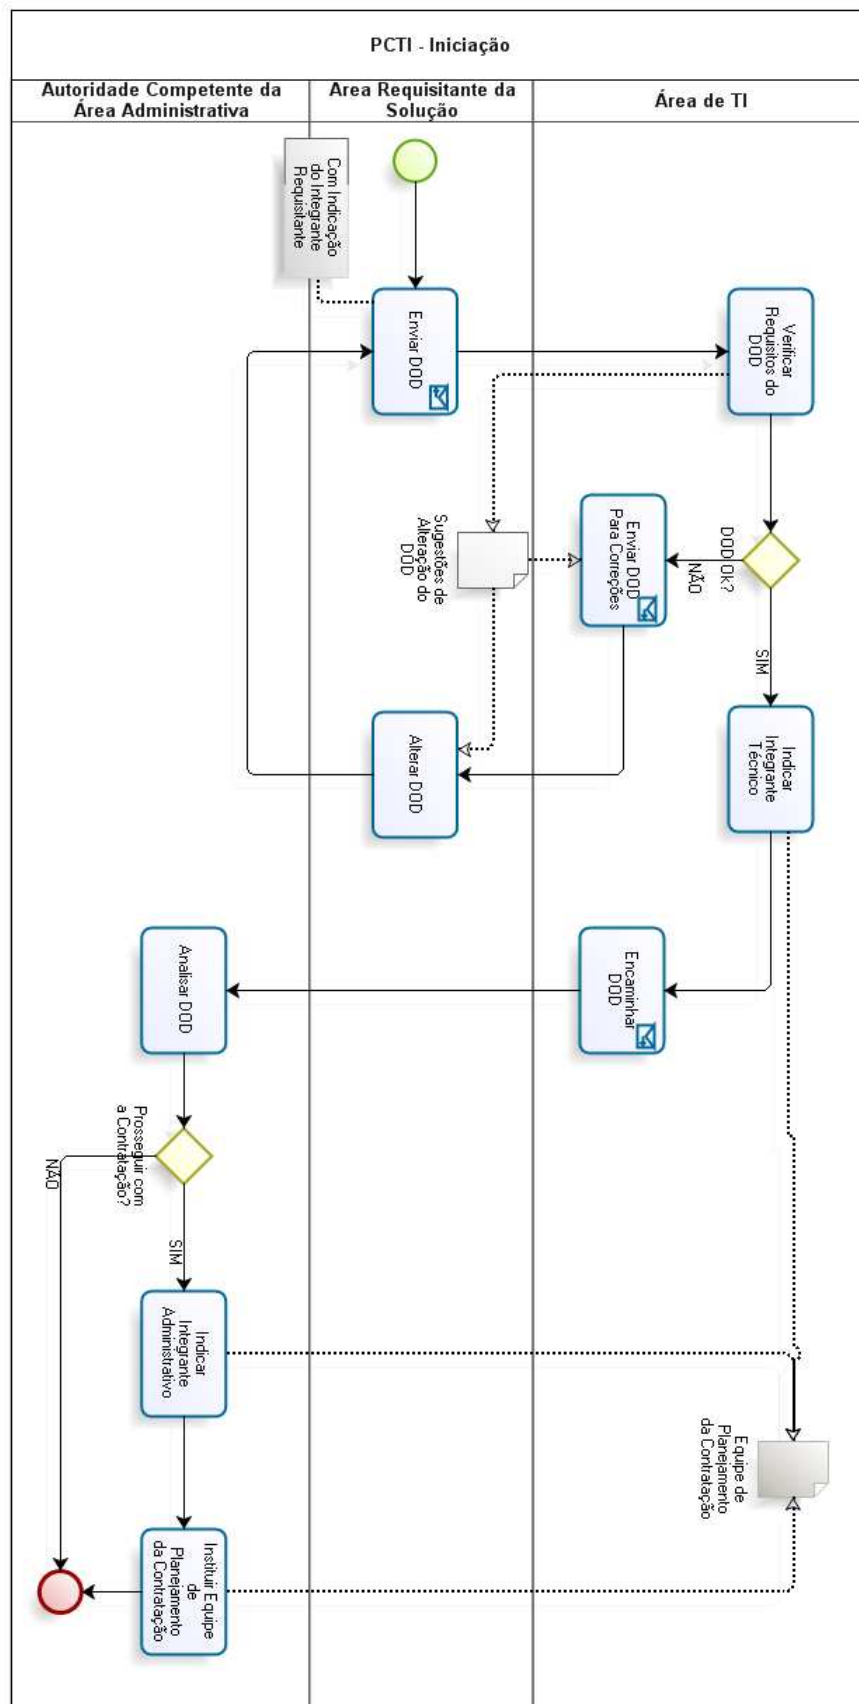 PCTI - Iniciação
Autoridade Competente da
Área Administrativa
Area Requisitante da
Solução
Área de TI
Com Indicação
do Integrante
Requisitante
Enviar DOD
Verificar
Requisitos do
DOD
DOD Ok?
NÃO
SIM
Enviar DOD
Para Correções
Sugestões de
Alteração do
DOD
Alterar DOD
Indicar
Integrante
Técnico
Encaminhar
DOD
Analisar DOD
Prosseguir com
a Contratação?
NÃO
SIM
Indicar
Integrante
Administrativo
Equipe de
Planejamento
da Contratação
Instituir Equipe
de
Planejamento
da Contratação